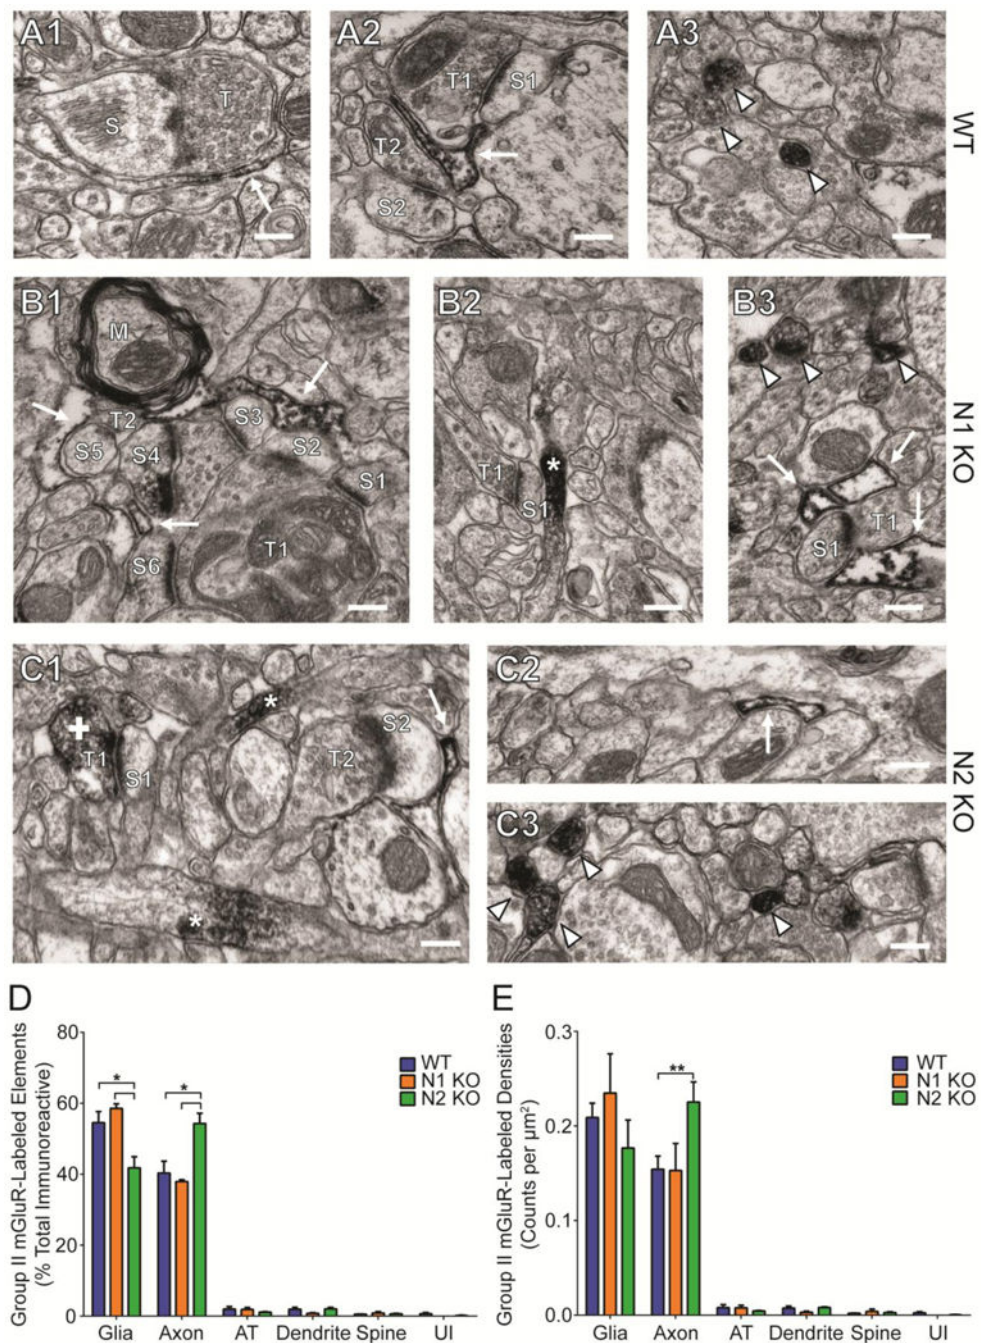 A1
S
T
A2
T1
S1
T2
S2
A3
WT
B1
M
T2
S3
S5
S4
S2
S1
S6
T1
B2
T1
*
S1
B3
T1
S1
N1 KO
C1
*
S2
T1
T2
S1
*
C2
C3
N2 KO
D
Group II mGluR-Labeled Elements
(% Total Immunoreactive)
80
60
40
20
0
*
*
WT
N1 KO
N2 KO
Glia Axon AT Dendrite Spine UI
E
Group II mGluR-Labeled Densities
(Counts per μm²)
0.3
0.2
0.1
0.0
**
WT
N1 KO
N2 KO
Glia Axon AT Dendrite Spine UI